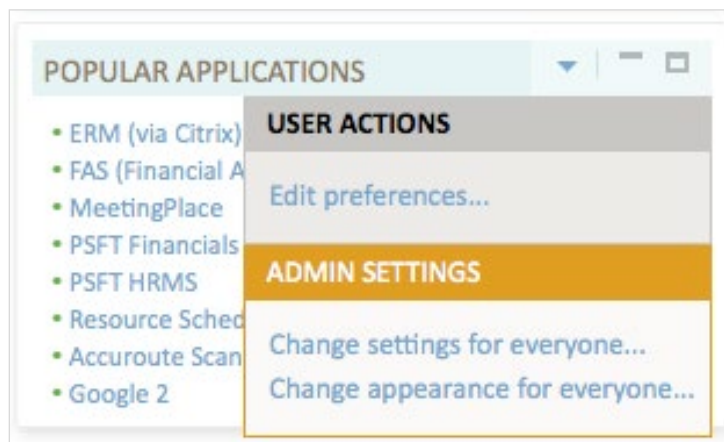 POPULAR APPLICATIONS
• ERM (via Citrix)
• FAS (Financial A
• MeetingPlace
• PSFT Financials
• PSFT HRMS
• Resource Sched
• Accuroute Scan
• Google 2
USER ACTIONS
Edit preferences...
ADMIN SETTINGS
Change settings for everyone...
Change appearance for everyone...